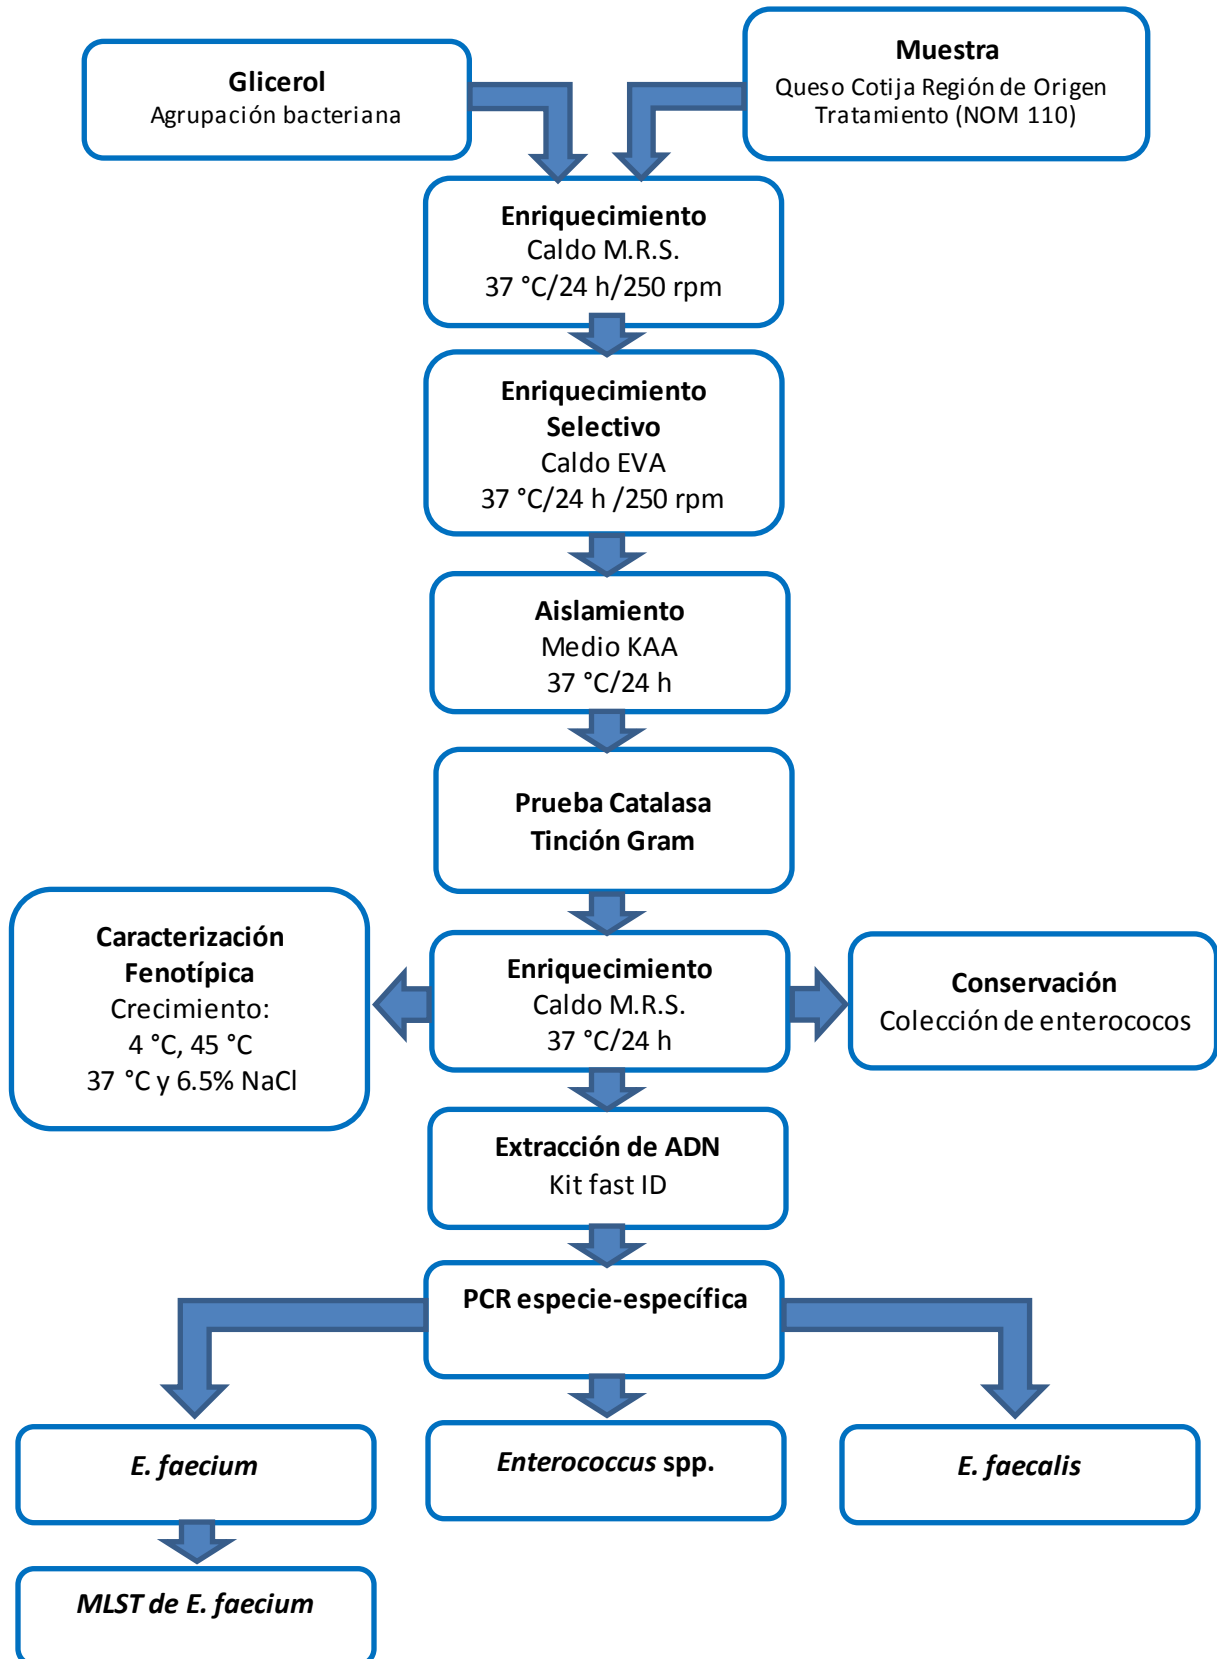 Glicerol
Agrupación bacteriana
Muestra
Queso Cotija Región de Origen
Tratamiento (NOM 110)
Enriquecimiento
Caldo M.R.S.
37 °C/24 h/250 rpm
Enriquecimiento
Selectivo
Caldo EVA
37 °C/24 h /250 rpm
Aislamiento
Medio KAA
37 °C/24 h
Prueba Catalasa
Tinción Gram
Caracterización
Fenotípica
Crecimiento:
4 °C, 45 °C
37 °C y 6.5% NaCl
Enriquecimiento
Caldo M.R.S.
37 °C/24 h
Conservación
Colección de enterococos
Extracción de ADN
Kit fast ID
PCR especie-específica
E. faecium
Enterococcus spp.
E. faecalis
MLST de E. faecium